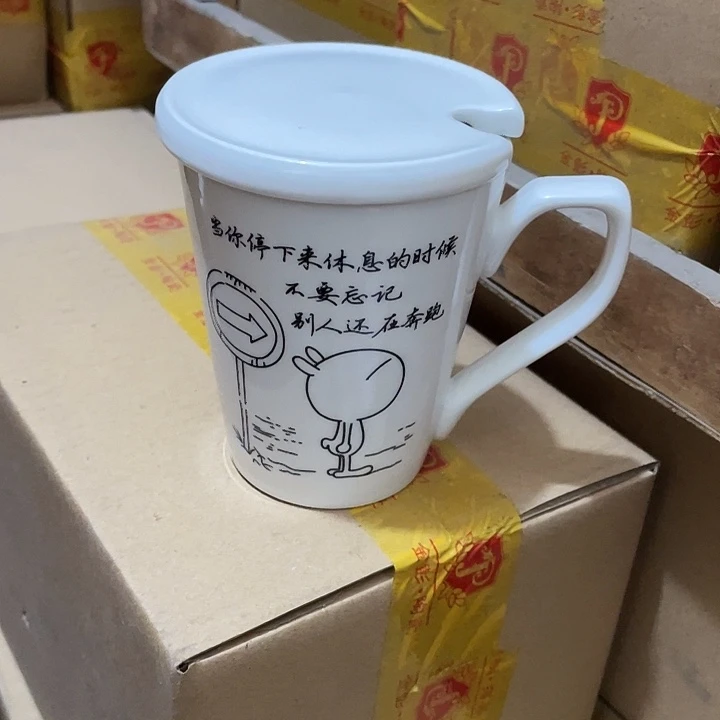 当你停下来休息的时候
不要忘记
别人还在奔跑